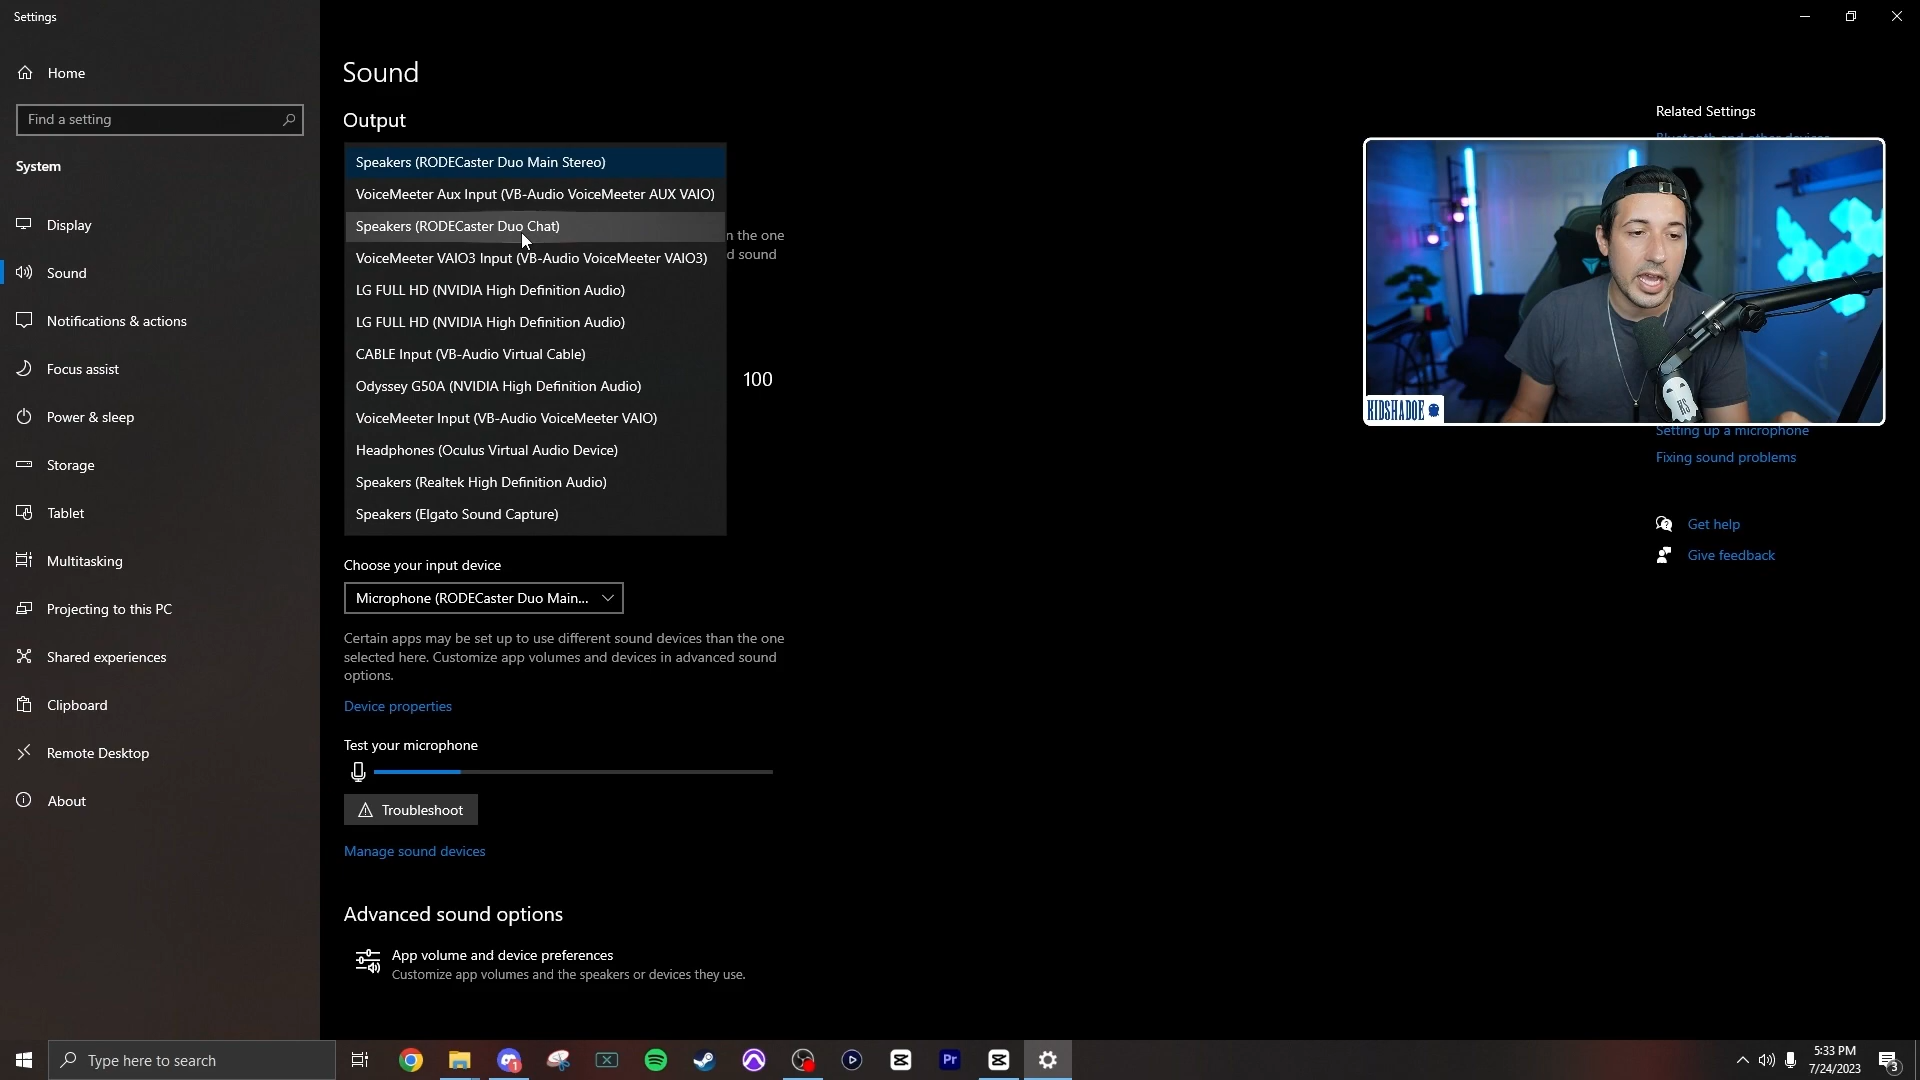 Settings
Home
Find a setting
System
Display
Sound
Notifications & actions
Focus assist
Power & sleep
Storage
Tablet
Multitasking
Projecting to this PC
Shared experiences
Clipboard
Remote Desktop
About
Sound
Output
Speakers (RODECaster Duo Main Stereo)
VoiceMeeter Aux Input (VB-Audio VoiceMeeter AUX VAIO)
Speakers (RODECaster Duo Chat)
VoiceMeeter VAIO3 Input (VB-Audio VoiceMeeter VAIO3)
LG FULL HD (NVIDIA High Definition Audio)
LG FULL HD (NVIDIA High Definition Audio)
CABLE Input (VB-Audio Virtual Cable)
Odyssey G50A (NVIDIA High Definition Audio)
VoiceMeeter Input (VB-Audio VoiceMeeter VAIO)
Headphones (Oculus Virtual Audio Device)
Speakers (Realtek High Definition Audio)
Speakers (Elgato Sound Capture)
n the one
d sound
100
Choose your input device
Microphone (RODECaster Duo Main...
Certain apps may be set up to use different sound devices than the one
selected here. Customize app volumes and devices in advanced sound
options.
Device properties
Test your microphone
Troubleshoot
Manage sound devices
Advanced sound options
App volume and device preferences
Customize app volumes and the speakers or devices they use.
Related Settings
Bluetooth and other devices
KIDSHADOE
KS
Setting up a microphone
Fixing sound problems
Get help
Give feedback
Type here to search
1
Pr
5:33 PM
7/24/2023
3